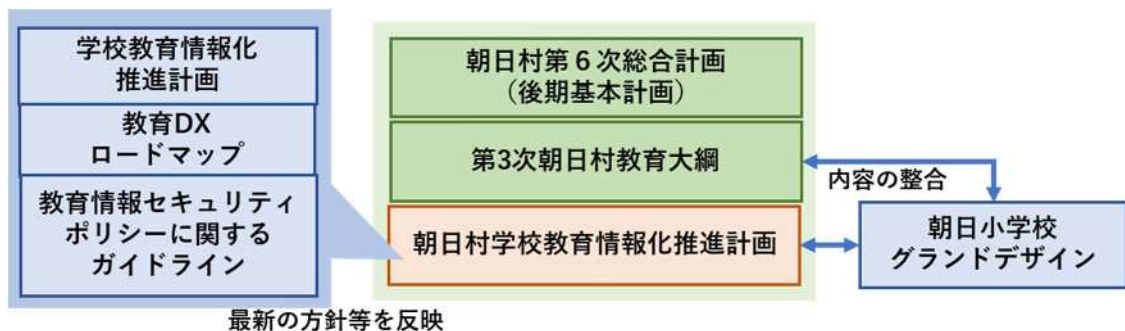 学校教育情報化
推進計画
教育DX
ロードマップ
教育情報セキュリティ
ポリシーに関する
ガイドライン
最新の方針等を反映
朝日村第６次総合計画
（後期基本計画）
第3次朝日村教育大綱
朝日村学校教育情報化推進計画
内容の整合
朝日小学校
グランドデザイン